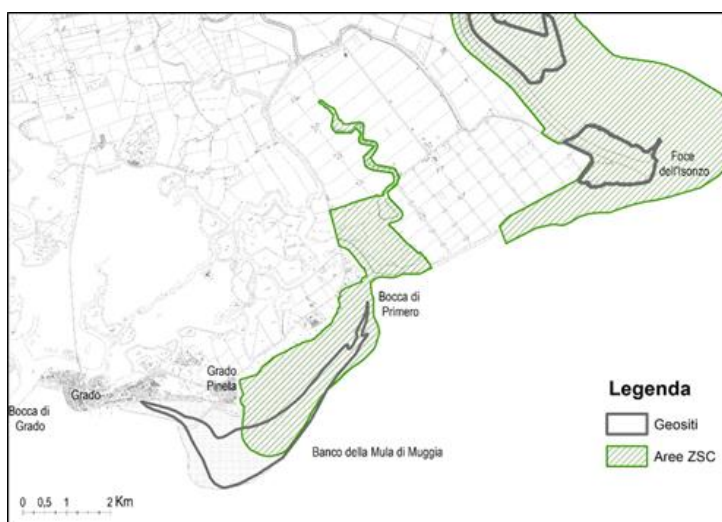 Foce
dell'Isonzo
Bocca di
Primero
Grado
Pineta
Grado
Bocca di
Grado
Banco della Mula di Muggia
Legenda
Geositi
Aree ZSC
0 0,5 1 2 Km